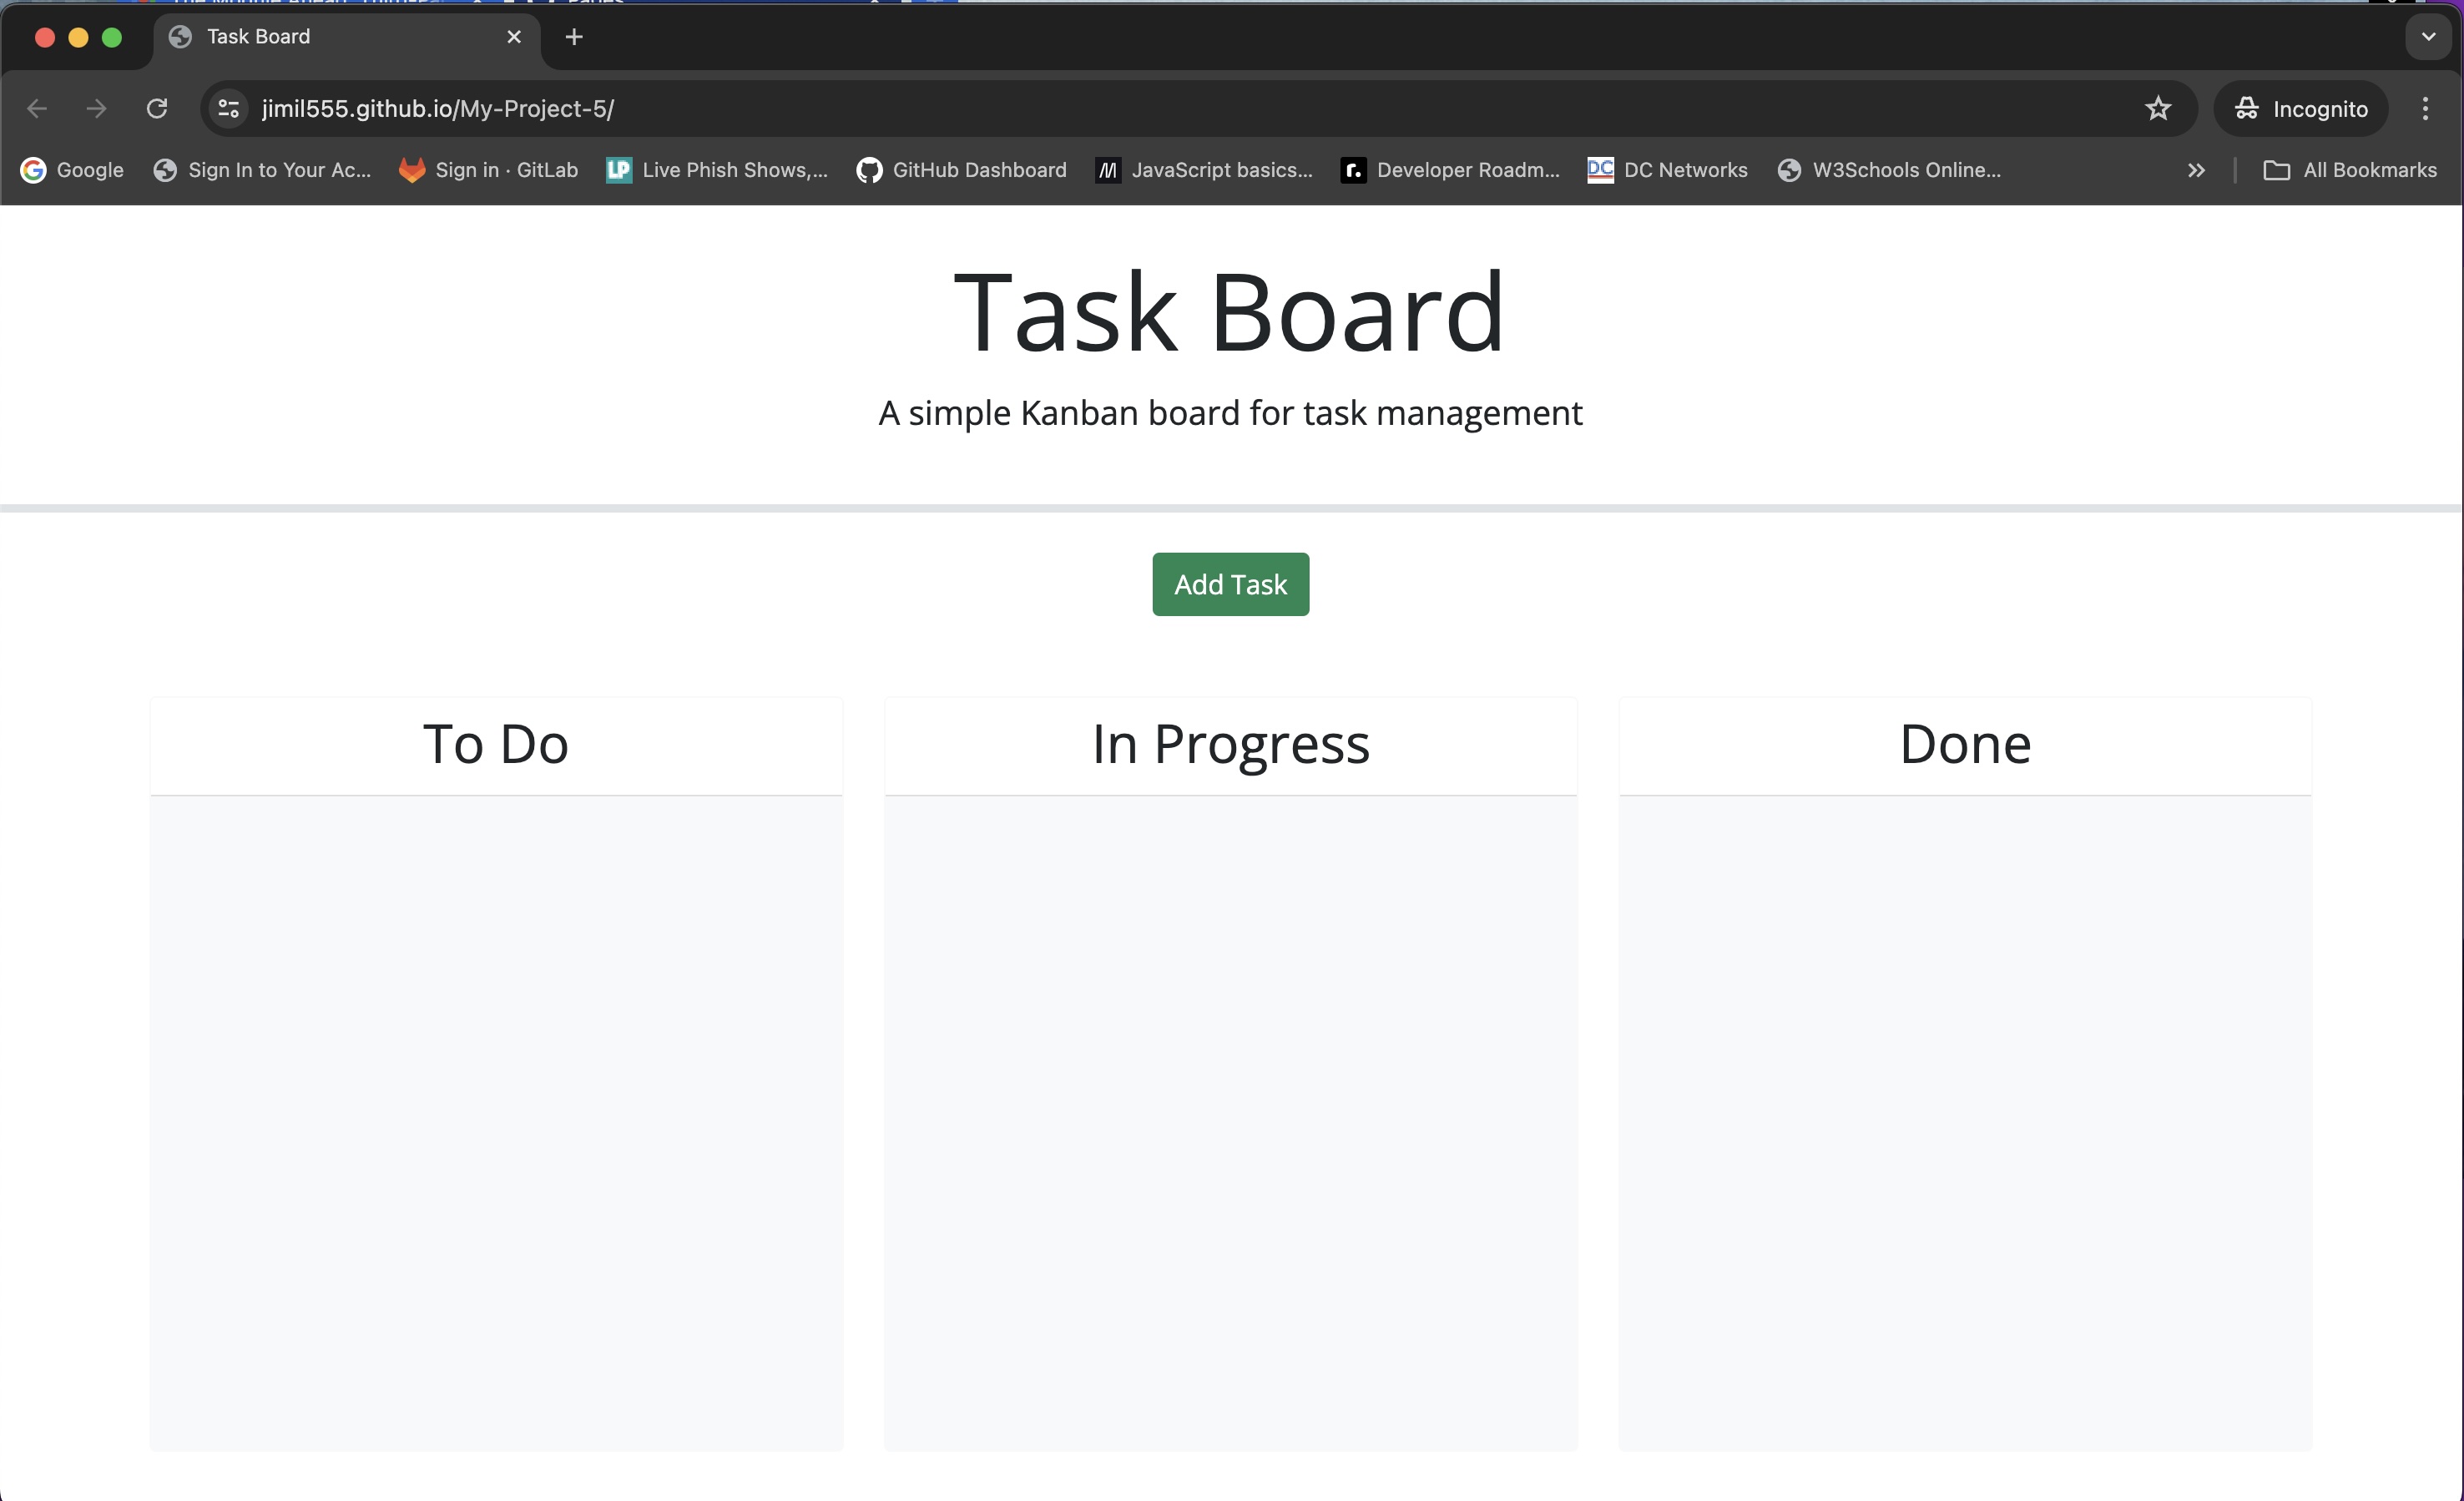 Task Board
jimil555.github.io/My-Project-5/
Incognito
Google
Sign In to Your Ac...
Sign in · GitLab
LP
Live Phish Shows,...
GitHub Dashboard
JavaScript basics...
r.
Developer Roadm...
DC
DC Networks
W3Schools Online...
All Bookmarks
Task Board
A simple Kanban board for task management
Add Task
To Do
In Progress
Done